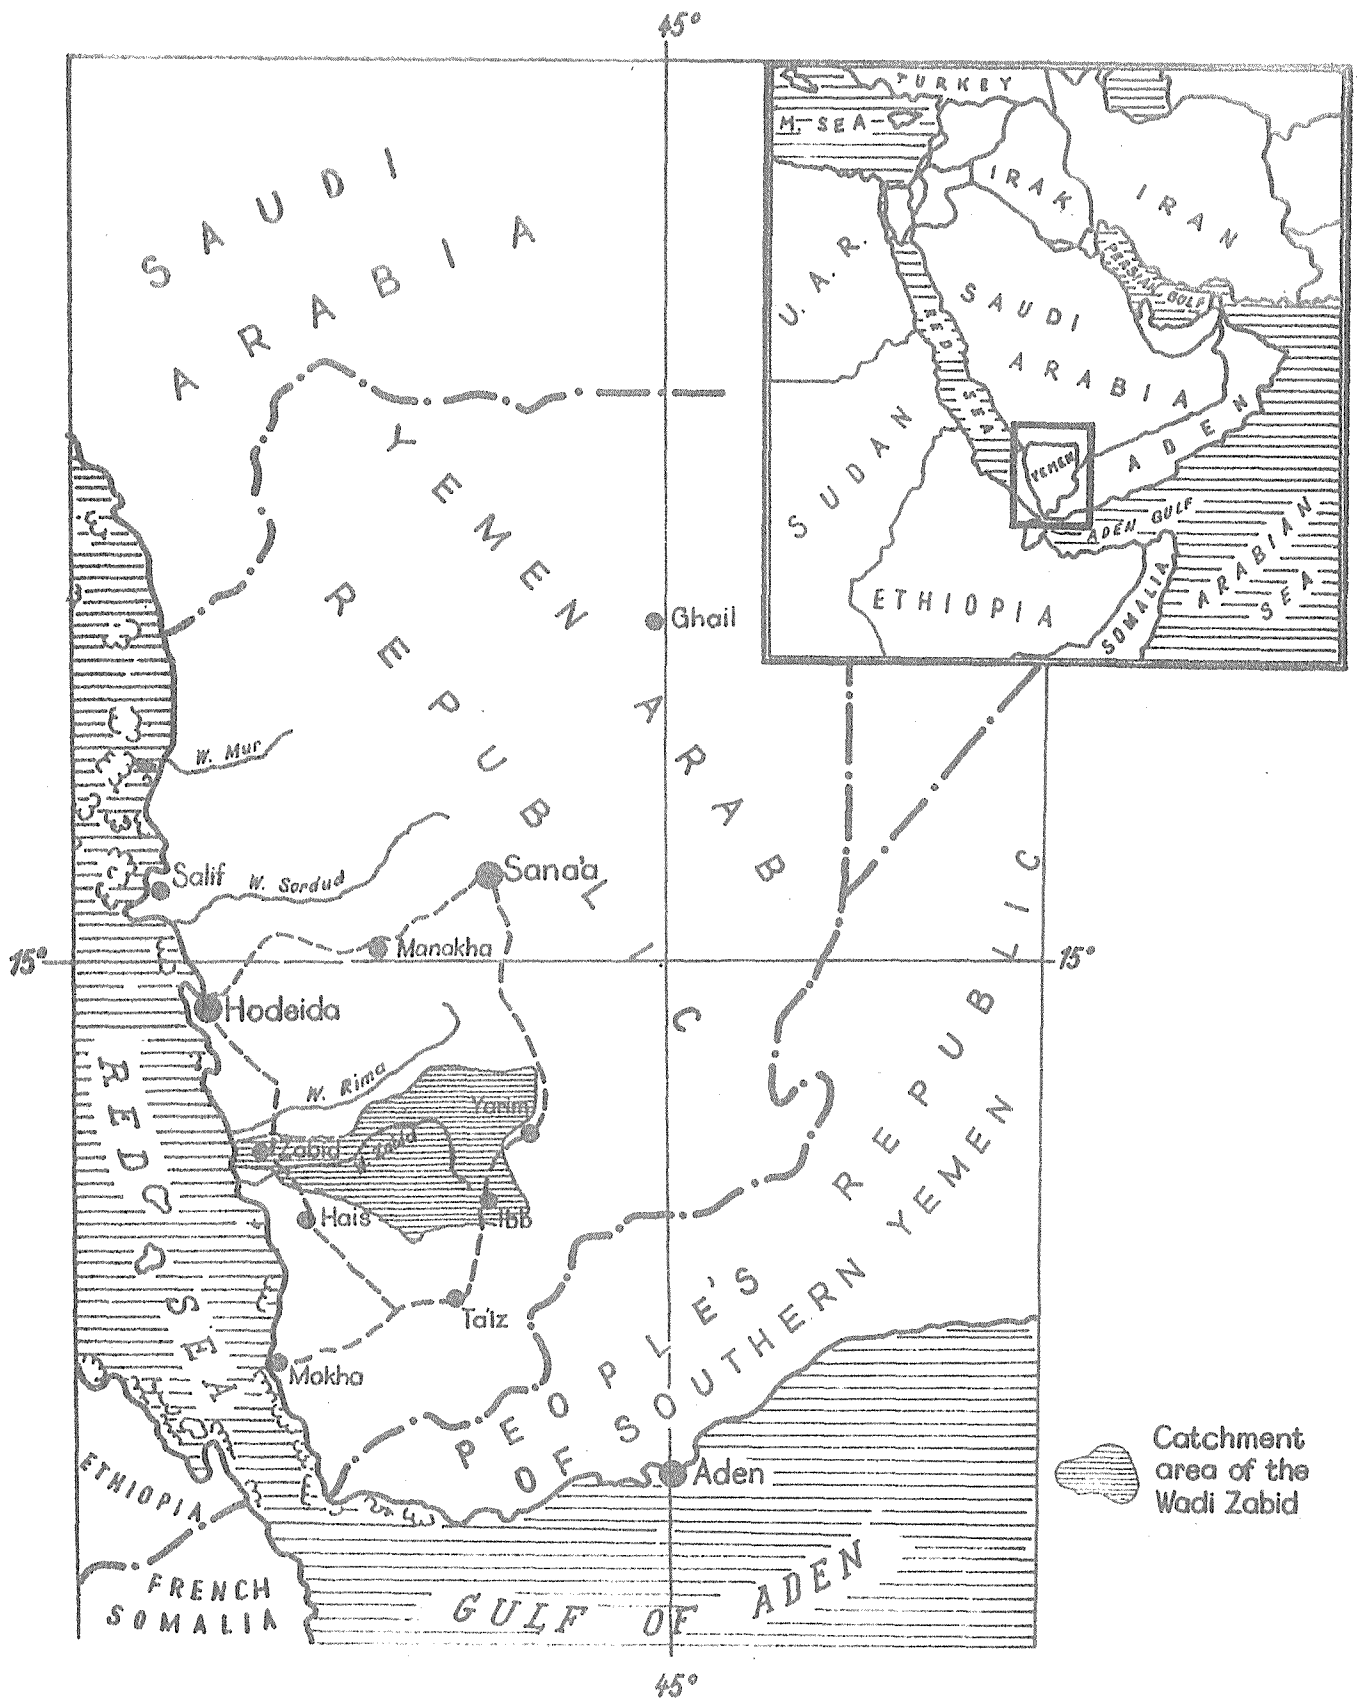 45°
SAUDI
ARABIA
YEMEN
ARAB
REPUBLIC
Ghail
W. Mur
Salif
W. Sordud
Sana'a
Manakha
15°
15°
Hodeida
W. Rima
Yarim
Zabid
W. Zabid
Hais
Ibb
Ta'iz
Mokha
RED
SEA
PEOPLE'S REPUBLIC
OF SOUTHERN YEMEN
Aden
ETHIOPIA
FRENCH
SOMALIA
GULF OF ADEN
45°
TURKEY
M. SEA
IRAK
IRAN
U.A.R.
PERSIAN GULF
SAUDI
ARABIA
RED SEA
SUDAN
YEMEN
ADEN
ADEN GULF
ETHIOPIA
SOMALIA
ARABIAN
SEA
Catchment
area of the
Wadi Zabid